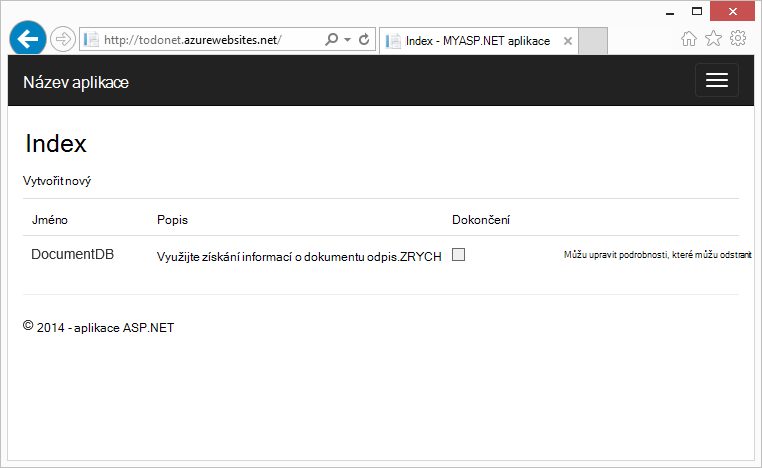 http://todonet.azurewebsites.net/
Index - MYASP.NET aplikace
Název aplikace
Index
Vytvořit nový
Jméno Popis Dokončení
DocumentDB Využijte získání informací o dokumentu odpis.ZRYCH Můžu upravit podrobnosti, které můžu odstranit
© 2014 - aplikace ASP.NET